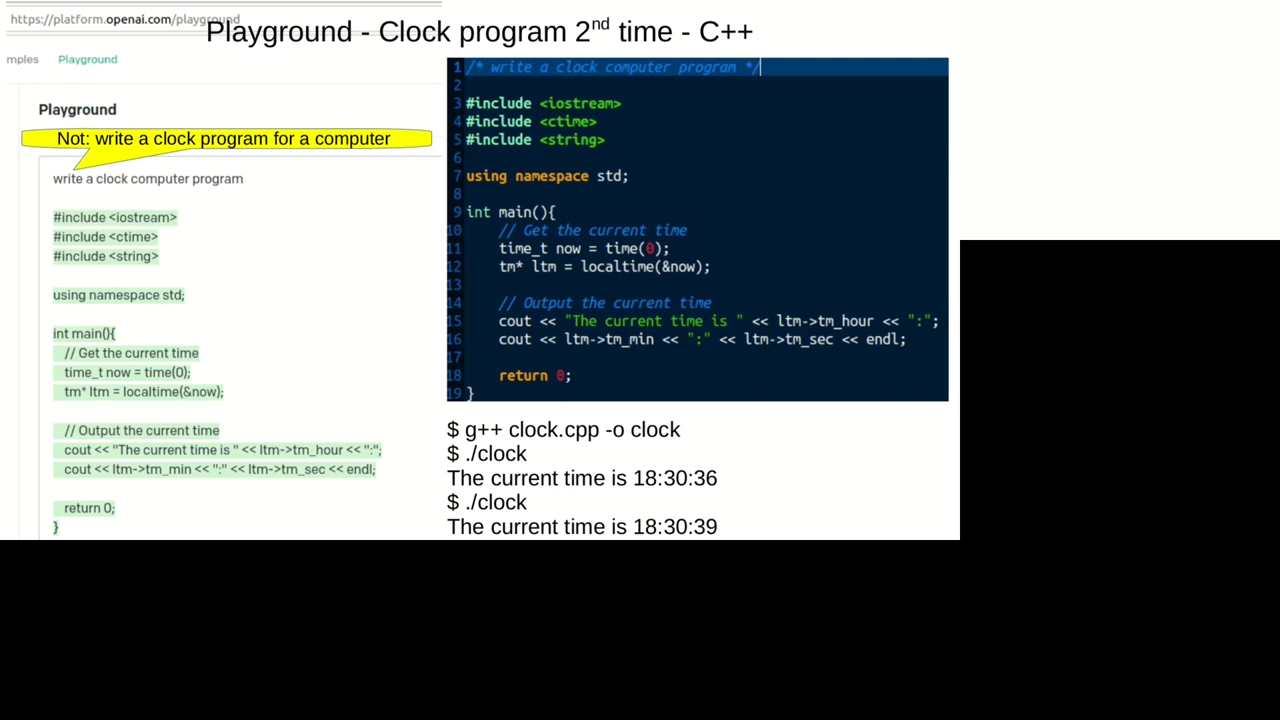 https://platform.openai.com/playground
Playground - Clock program 2nd time - C++
mples Playground
Playground
Not: write a clock program for a computer
write a clock computer program
#include <iostream>
#include <ctime>
#include <string>
using namespace std;
int main(){
// Get the current time
time_t now = time(0);
tm* ltm = localtime(&now);
// Output the current time
cout << "The current time is " << ltm->tm_hour << ":";
cout << ltm->tm_min << ":" << ltm->tm_sec << endl;
return 0;
}
1 /* write a clock computer program */
2
3 #include <iostream>
4 #include <ctime>
5 #include <string>
6
7 using namespace std;
8
9 int main(){
10 // Get the current time
11 time_t now = time(0);
12 tm* ltm = localtime(&now);
13
14 // Output the current time
15 cout << "The current time is " << ltm->tm_hour << ":";
16 cout << ltm->tm_min << ":" << ltm->tm_sec << endl;
17
18 return 0;
19 }
$ g++ clock.cpp -o clock
$ ./clock
The current time is 18:30:36
$ ./clock
The current time is 18:30:39